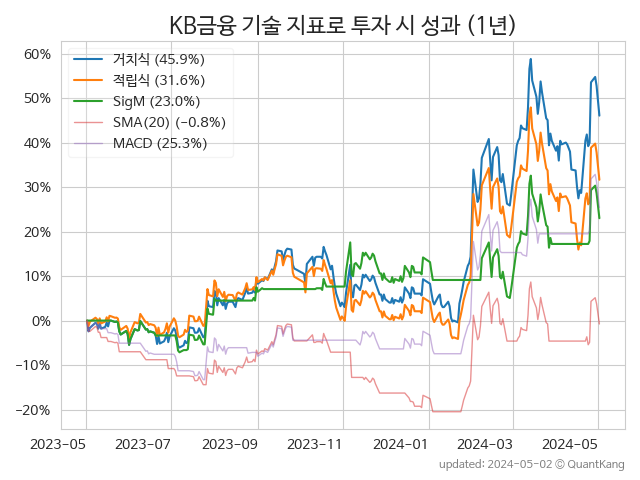 KB금융 기술 지표로 투자 시 성과 (1년)
거치식 (45.9%)
적립식 (31.6%)
SigM (23.0%)
SMA(20) (−0.8%)
MACD (25.3%)
60%
50%
40%
30%
20%
10%
0%
−10%
−20%
2023-05 2023-07 2023-09 2023-11 2024-01 2024-03 2024-05
updated: 2024-05-02 © QuantKang